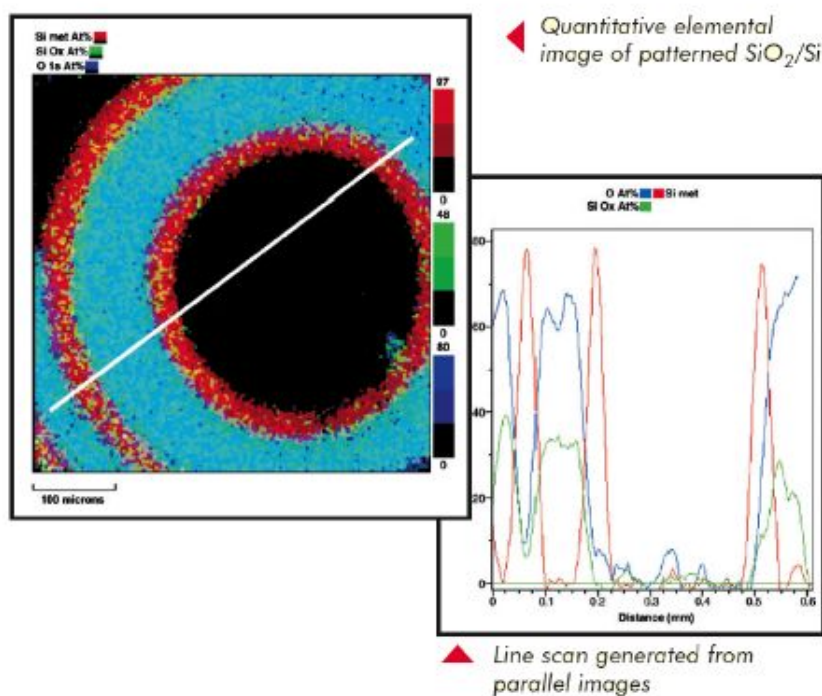 Si met At%
Si Ox At%
O 1s At%
97
0
48
0
80
0
100 microns
Quantitative elemental
image of patterned SiO₂/Si
O At% Si met
Si Ox At%
80
60
40
20
0
0 0.1 0.2 0.3 0.4 0.5 0.6
Distance (mm)
Line scan generated from
parallel images